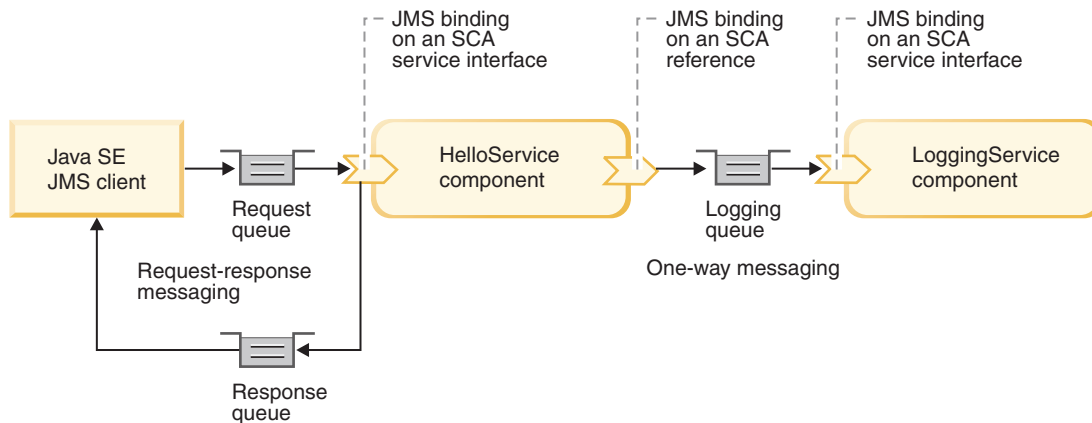 JMS binding
on an SCA
service interface
JMS binding
on an SCA
reference
JMS binding
on an SCA
service interface
Java SE
JMS client
HelloService
component
LoggingService
component
Request
queue
Logging
queue
Request-response
messaging
One-way messaging
Response
queue